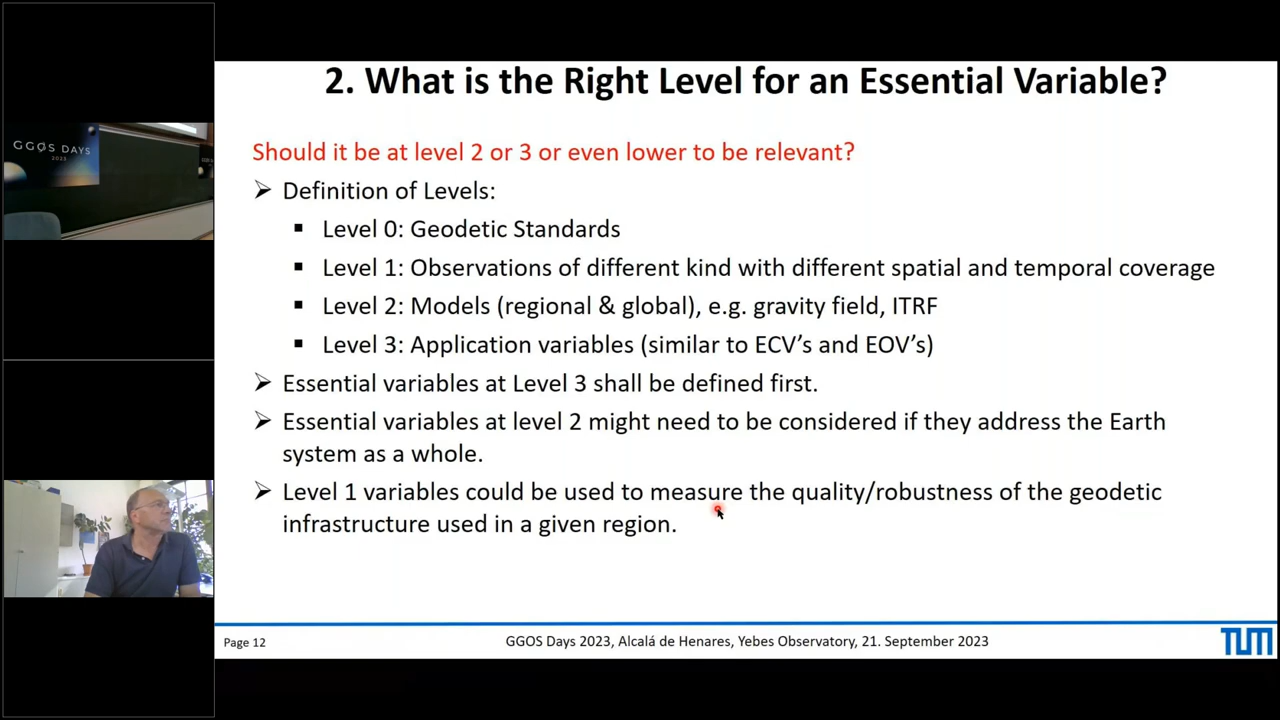 GGOS DAYS
2023
2. What is the Right Level for an Essential Variable?
Should it be at level 2 or 3 or even lower to be relevant?
➢ Definition of Levels:
▪ Level 0: Geodetic Standards
▪ Level 1: Observations of different kind with different spatial and temporal coverage
▪ Level 2: Models (regional & global), e.g. gravity field, ITRF
▪ Level 3: Application variables (similar to ECV's and EOV's)
➢ Essential variables at Level 3 shall be defined first.
➢ Essential variables at level 2 might need to be considered if they address the Earth
system as a whole.
➢ Level 1 variables could be used to measure the quality/robustness of the geodetic
infrastructure used in a given region.
Page 12
GGOS Days 2023, Alcalá de Henares, Yebes Observatory, 21. September 2023
TUM